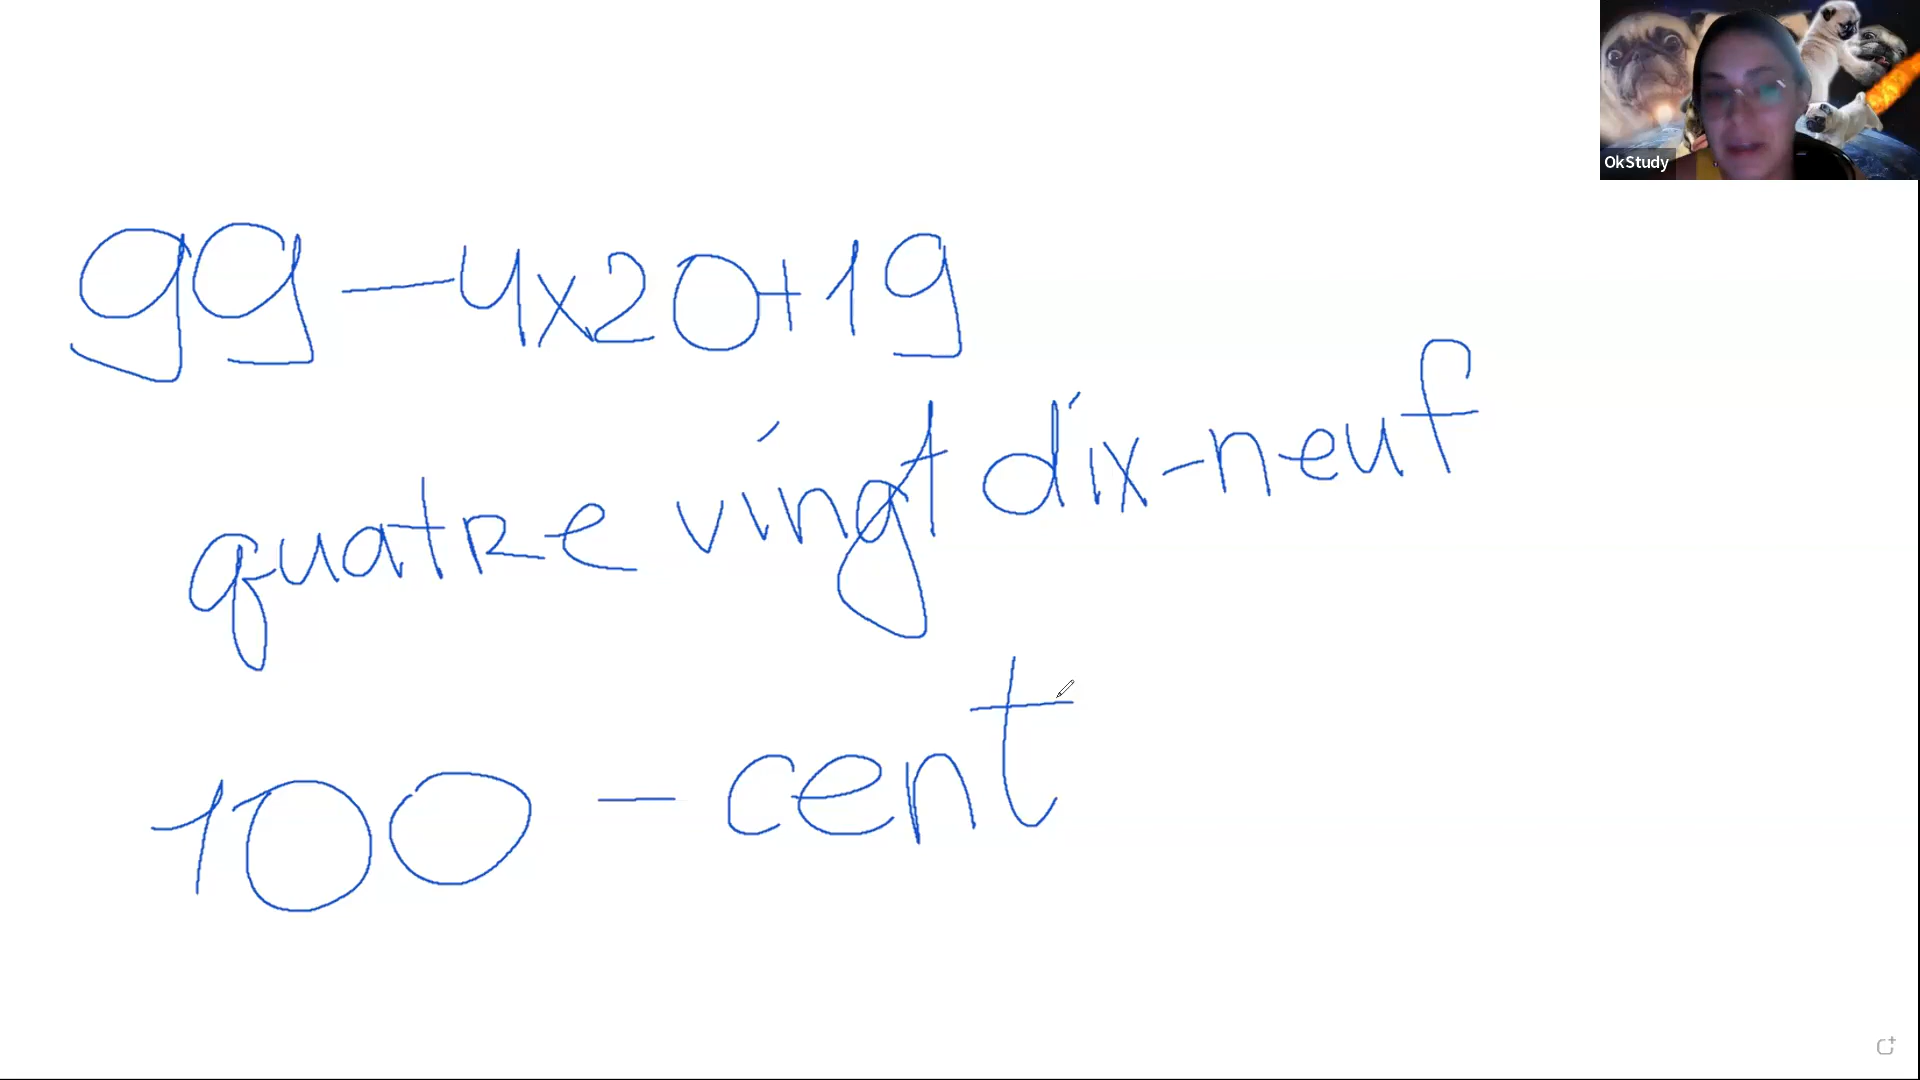 OkStudy
99 - 4x20+19
quatre vingt dix-neuf
100 - cent